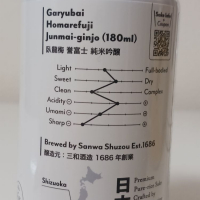 Garyubai
Homarefuji
Junmai-ginjo (180ml)
臥龍梅 誉富士 純米吟醸
Light
Full-bodied
Sweet
Dry
Clean
Complex
Acidity
Umami
Sharp
Brewed by Sanwa Shuzou Est.1686
醸造元：三和酒造 1686 年創業
Shizuoka
Premium
日